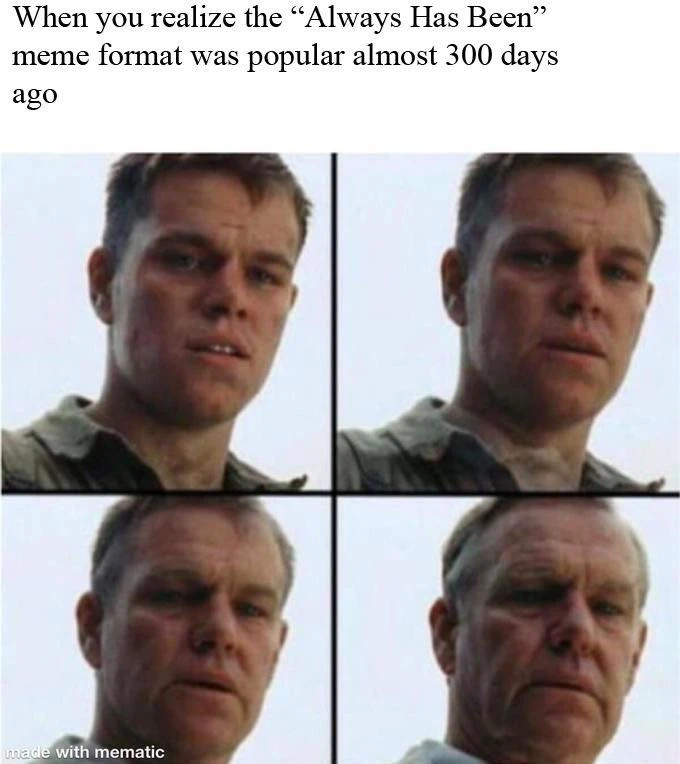 When you realize the “Always Has Been”
meme format was popular almost 300 days
ago
made with mematic